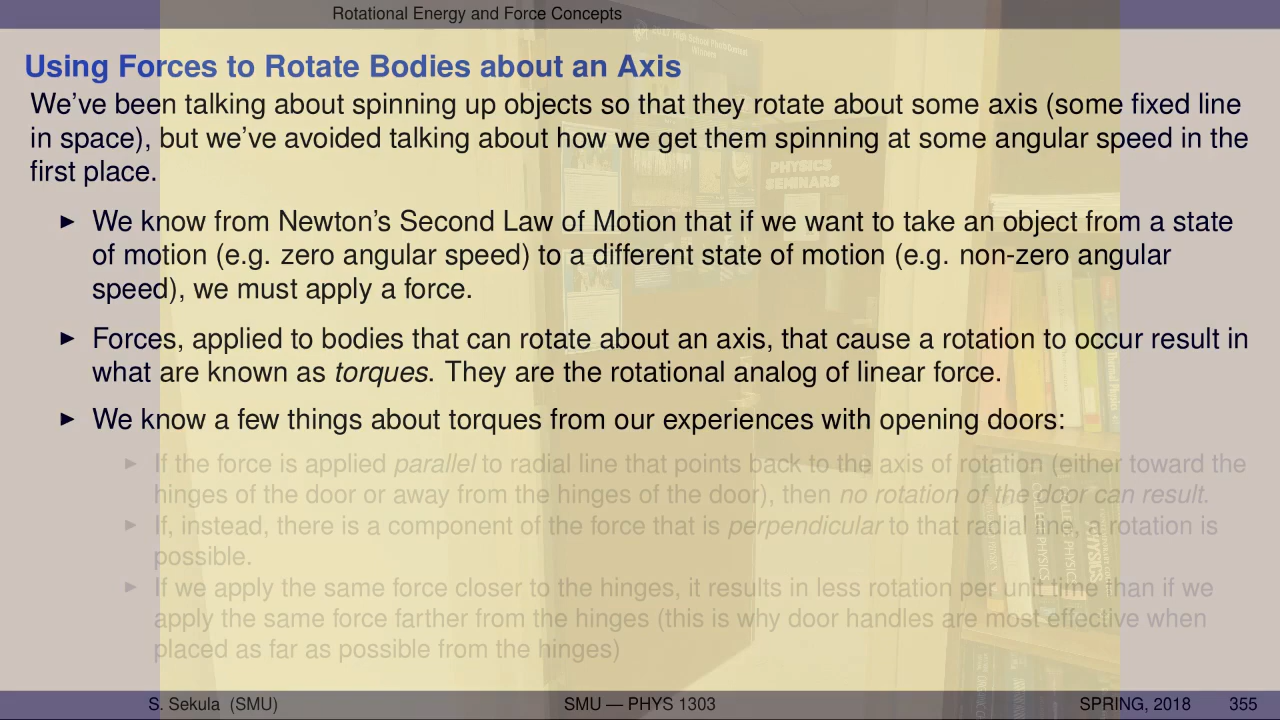 Rotational Energy and Force Concepts
Using Forces to Rotate Bodies about an Axis
We've been talking about spinning up objects so that they rotate about some axis (some fixed line
in space), but we've avoided talking about how we get them spinning at some angular speed in the
first place.
We know from Newton's Second Law of Motion that if we want to take an object from a state
of motion (e.g. zero angular speed) to a different state of motion (e.g. non-zero angular
speed), we must apply a force.
Forces, applied to bodies that can rotate about an axis, that cause a rotation to occur result in
what are known as torques. They are the rotational analog of linear force.
We know a few things about torques from our experiences with opening doors:
If the force is applied parallel to radial line that points back to the axis of rotation (either toward the
hinges of the door or away from the hinges of the door), then no rotation of the door can result.
If, instead, there is a component of the force that is perpendicular to that radial line, a rotation is
possible.
If we apply the same force closer to the hinges, it results in less rotation per unit time than if we
apply the same force farther from the hinges (this is why door handles are most effective when
placed as far as possible from the hinges)
PHYSICS
SEMINARS
COLLEGE PHYSICS
PHYSICS
S. Sekula (SMU)
SMU — PHYS 1303
SPRING, 2018
355